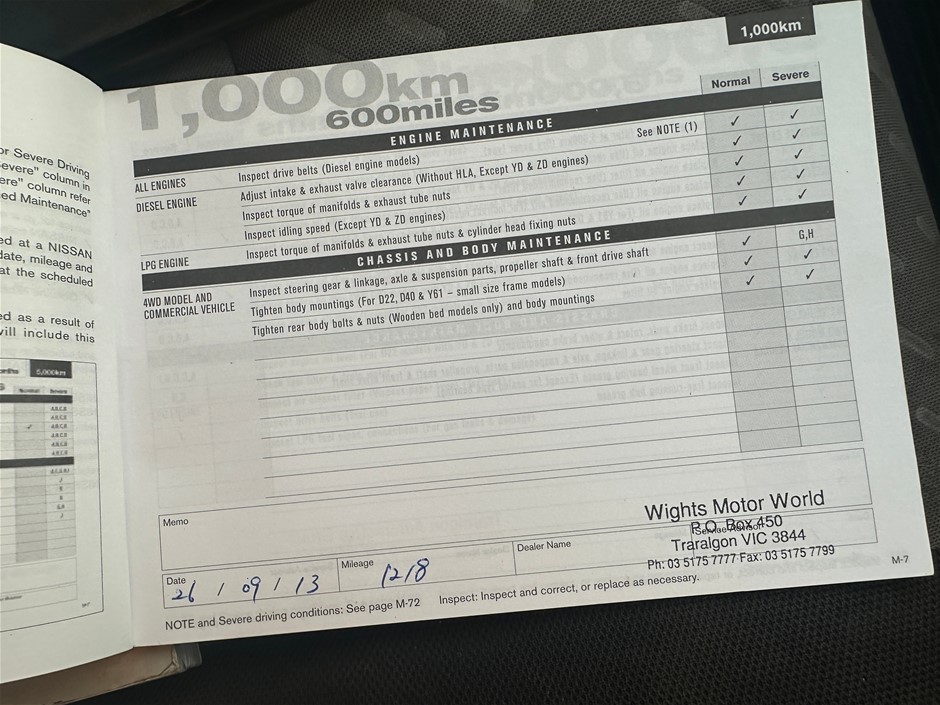 1,000km
1,000km
600miles
Normal Severe
ENGINE MAINTENANCE
ALL ENGINES Inspect drive belts (Diesel engine models) See NOTE (1) ✓ ✓
DIESEL ENGINE Adjust intake & exhaust valve clearance (Without HLA, Except YD & ZD engines) ✓ ✓
Inspect torque of manifolds & exhaust tube nuts ✓ ✓
Inspect idling speed (Except YD & ZD engines) ✓ ✓
LPG ENGINE Inspect torque of manifolds & exhaust tube nuts & cylinder head fixing nuts ✓ ✓
CHASSIS AND BODY MAINTENANCE
4WD MODEL AND COMMERCIAL VEHICLE Inspect steering gear & linkage, axle & suspension parts, propeller shaft & front drive shaft ✓ G,H
Tighten body mountings (For D22, D40 & Y61 – small size frame models) ✓ ✓
Tighten rear body bolts & nuts (Wooden bed models only) and body mountings ✓ ✓
Memo
Date 26 / 09 / 13
Mileage 1218
Dealer Name
Wights Motor World
P.O. Box 450
Service Advisor
Traralgon VIC 3844
Ph: 03 5175 7777 Fax: 03 5175 7799
NOTE and Severe driving conditions: See page M-72 Inspect: Inspect and correct, or replace as necessary.
M-7
or Severe Driving
evere" column in
ere" column refer
ed Maintenance"
ed at a NISSAN
date, mileage and
at the scheduled
ed as a result of
will include this
5,000km
Normal Severe